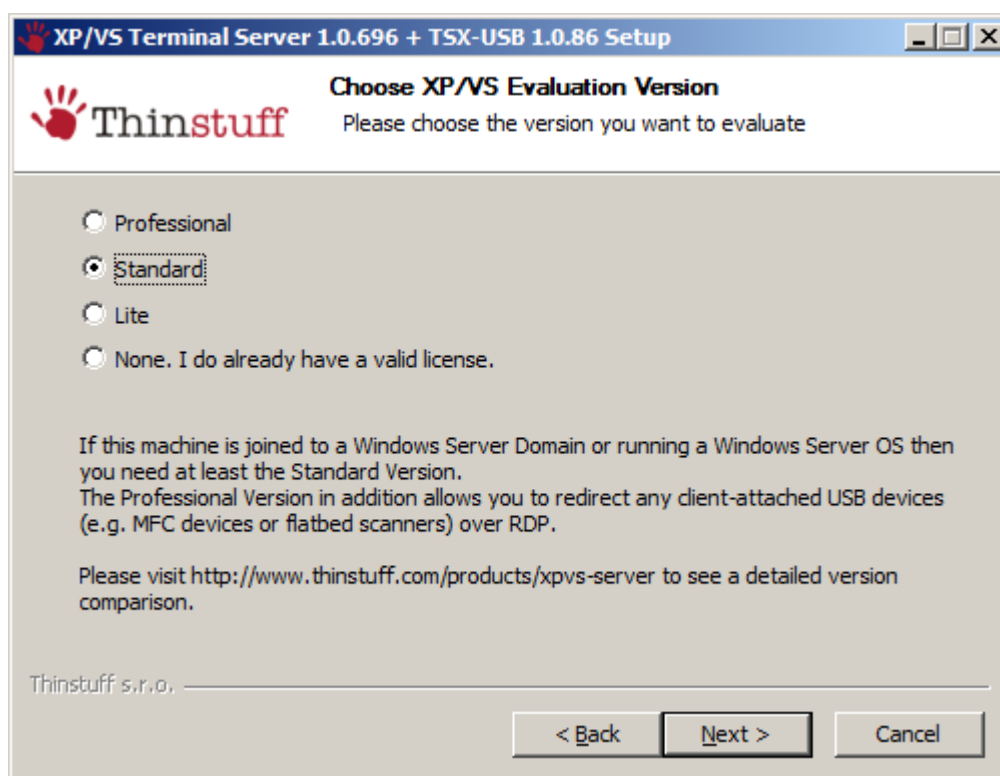 XP/VS Terminal Server 1.0.696 + TSX-USB 1.0.86 Setup
Thinstuff
Choose XP/VS Evaluation Version
Please choose the version you want to evaluate
Professional
Standard
Lite
None. I do already have a valid license.
If this machine is joined to a Windows Server Domain or running a Windows Server OS then
you need at least the Standard Version.
The Professional Version in addition allows you to redirect any client-attached USB devices
(e.g. MFC devices or flatbed scanners) over RDP.
Please visit http://www.thinstuff.com/products/xpvs-server to see a detailed version
comparison.
Thinstuff s.r.o.
< Back Next > Cancel